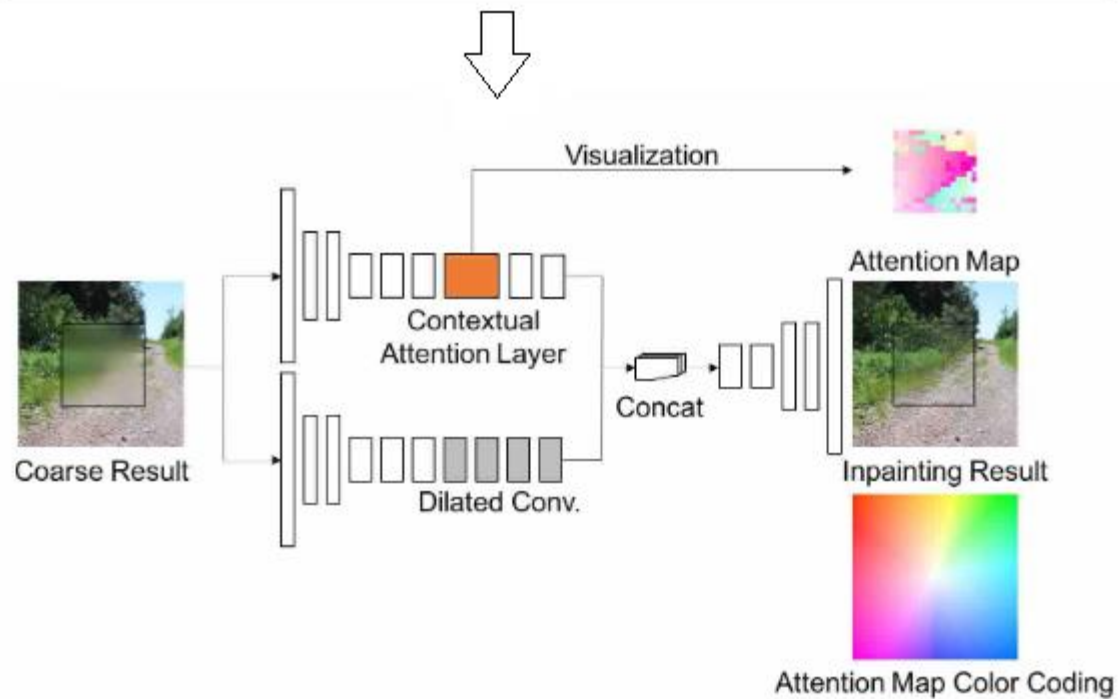 Visualization
Attention Map
Contextual
Attention Layer
Concat
Coarse Result
Inpainting Result
Dilated Conv.
Attention Map Color Coding